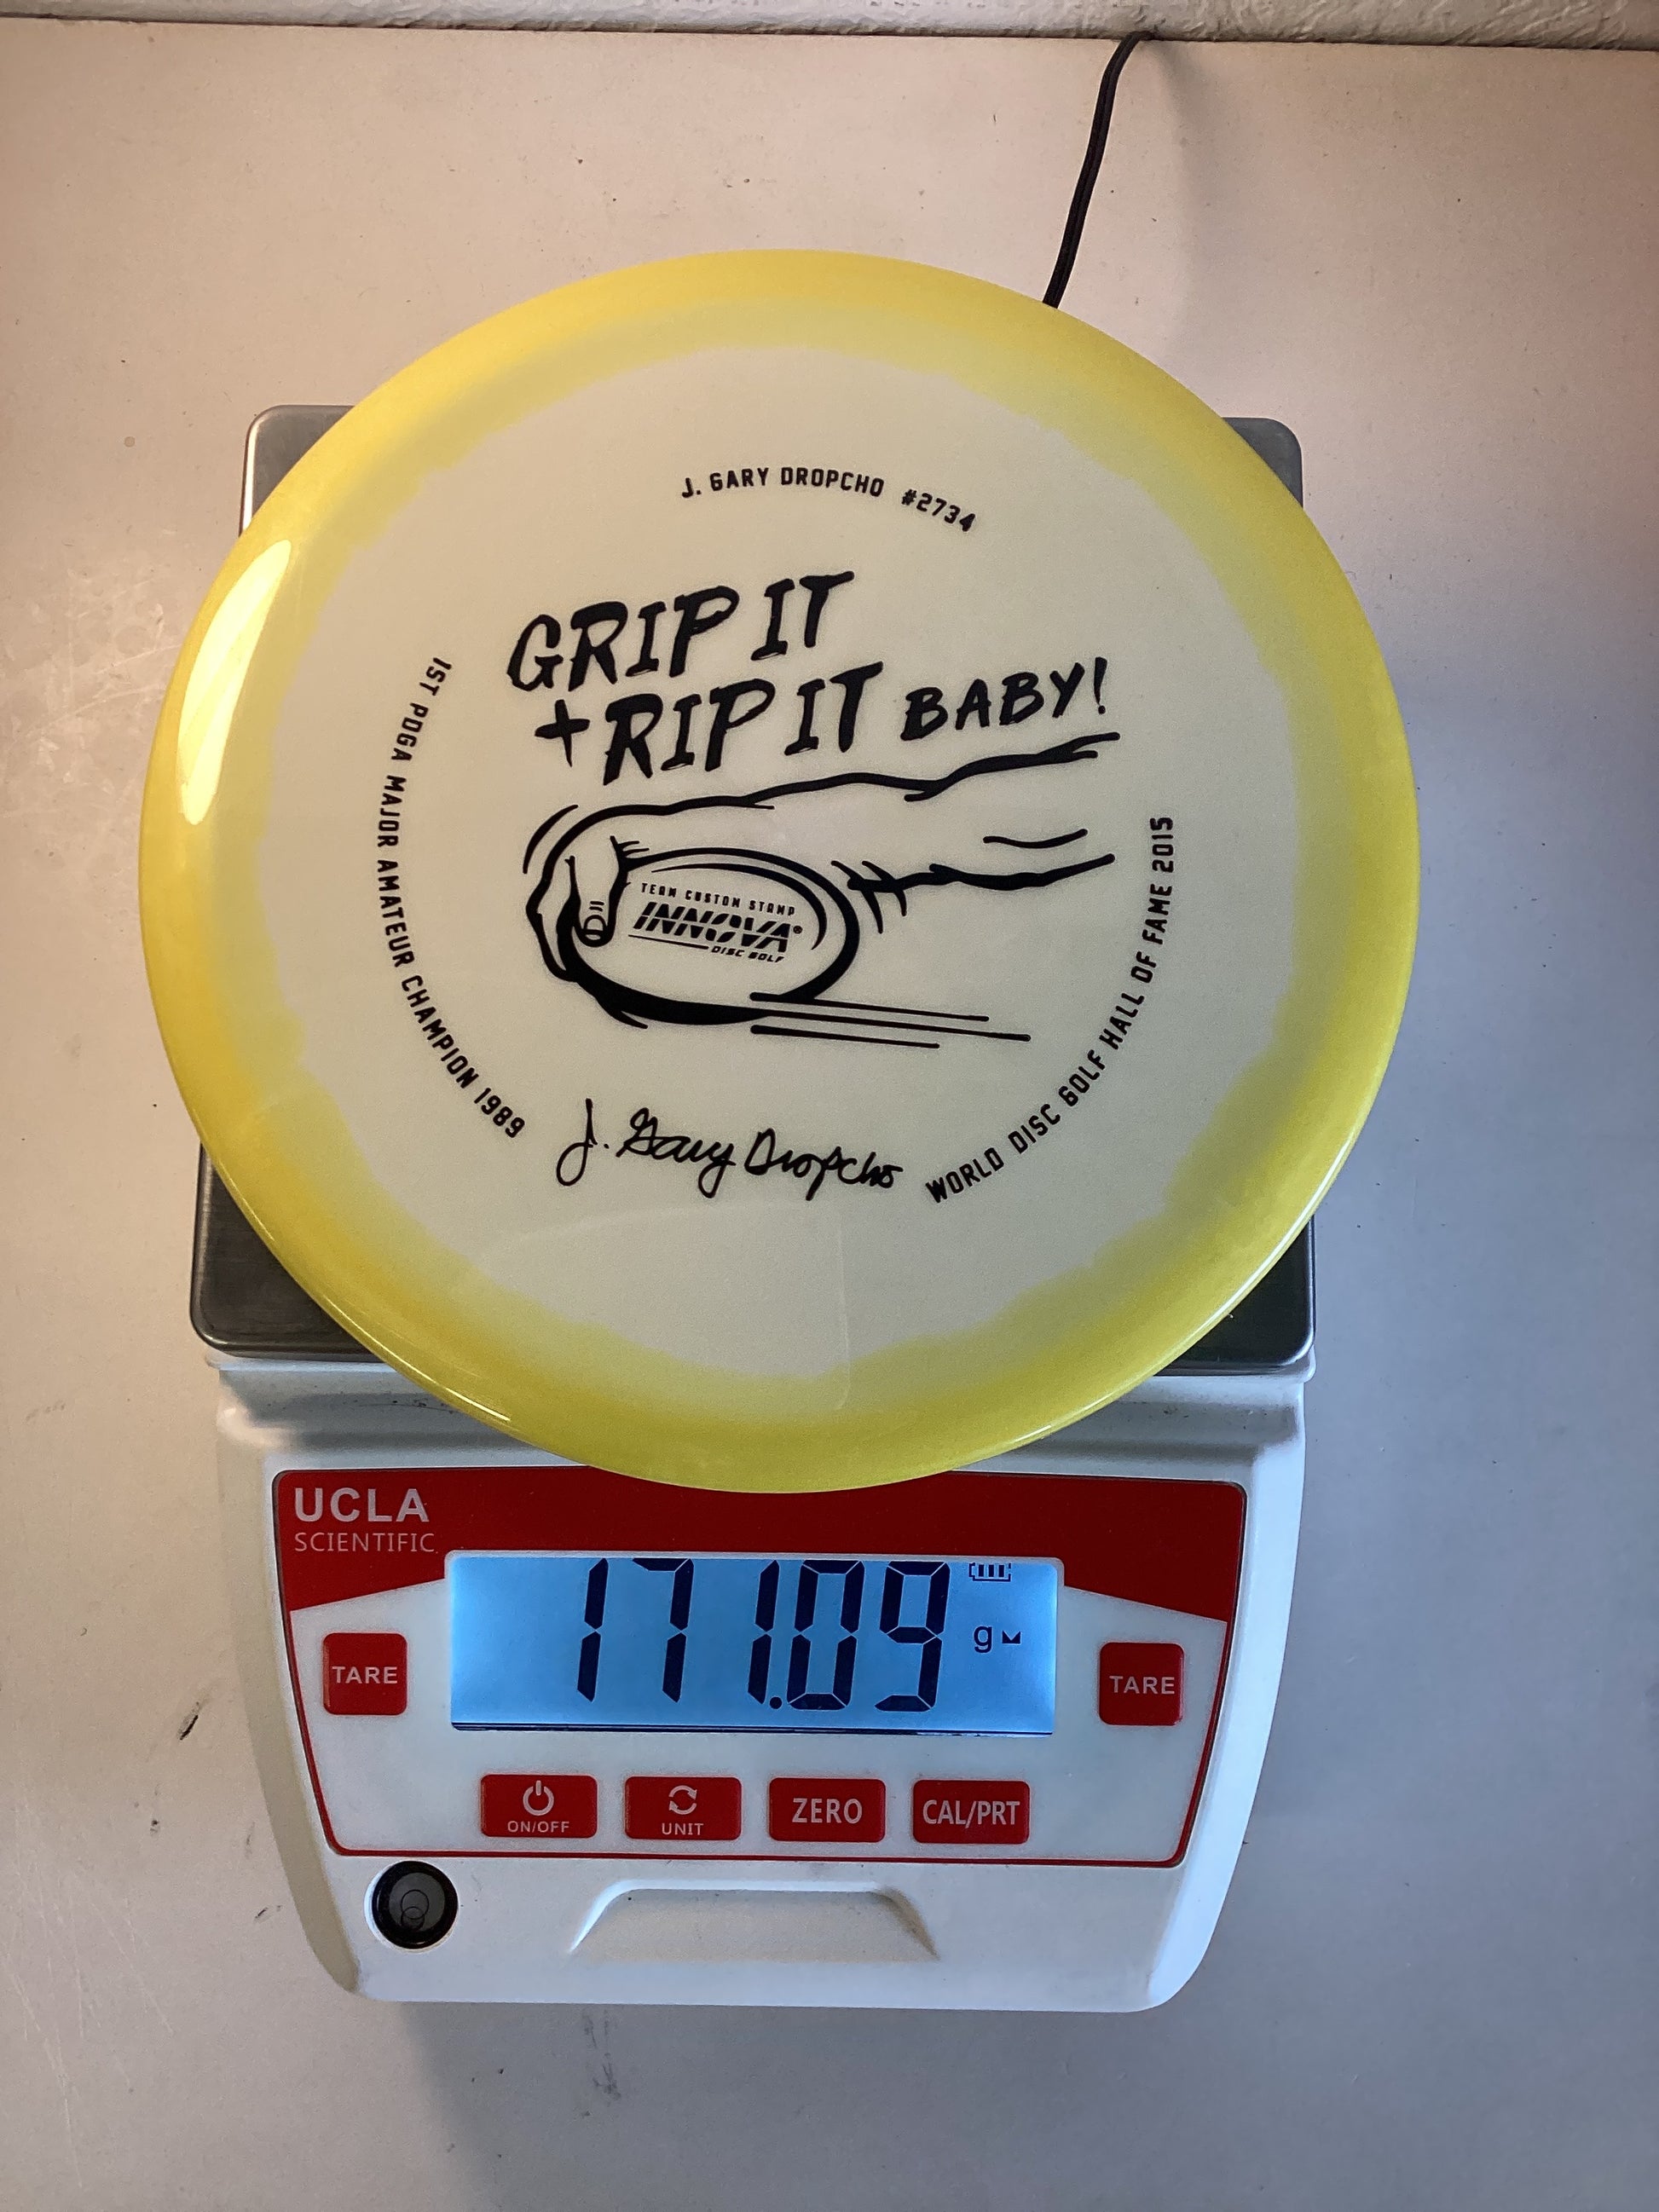 J. GARY DROPCHO #2734
GRIP IT
+RIP IT BABY!
1ST PDGA MAJOR AMATEUR CHAMPION 1989
TEAM CUSTOM STAMP
INNOVA®
DISC GOLF
WORLD DISC GOLF HALL OF FAME 2015
J. Gary Dropcho
UCLA
SCIENTIFIC
171.09
g
TARE
TARE
ON/OFF
UNIT
ZERO
CAL/PRT